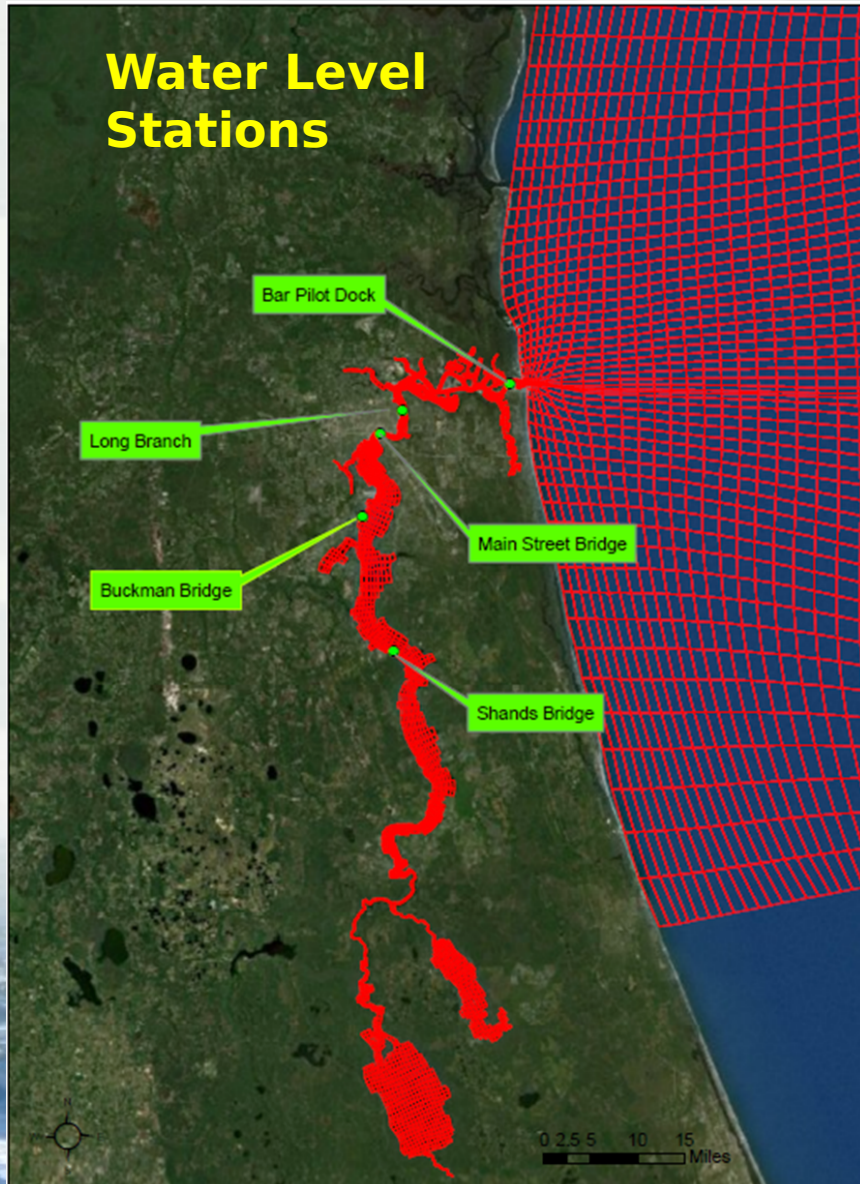 Water Level
Stations
Bar Pilot Dock
Long Branch
Main Street Bridge
Buckman Bridge
Shands Bridge
N
0 2.5 5 10 15
Miles